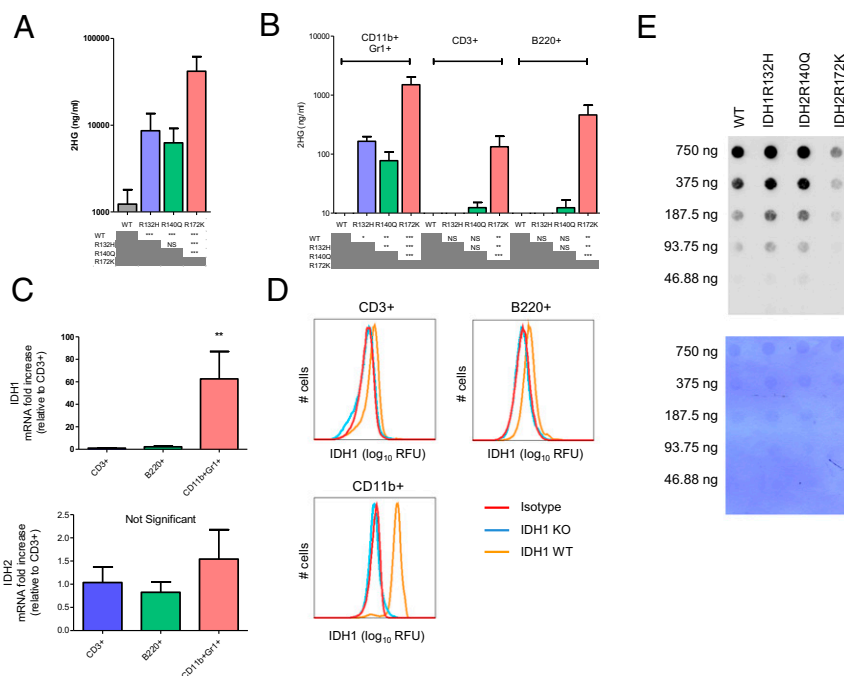 A
100000
10000
1000
2HG (ng/ml)
R132H R140Q R172K
WT *** *** ***
R132H NS ***
R140Q ***
R172K
B
CD11b+
Gr1+
CD3+
B220+
10000
1000
100
10
2HG (ng/ml)
R132H R140Q R172K R132H R140Q R172K R132H R140Q R172K
WT * ** *** NS NS ** NS NS **
R132H ** *** NS ** NS **
R140Q *** *** ***
R172K
C
IDH1
mRNA fold increase
(relative to CD3+)
100
80
60
40
20
0
**
CD3+
B220+
CD11b+Gr1+
IDH2
mRNA fold increase
(relative to CD3+)
Not Significant
2.5
2.0
1.5
1.0
0.5
0.0
CD3+
B220+
CD11b+Gr1+
D
CD3+
# cells
IDH1 (log10 RFU)
B220+
# cells
IDH1 (log10 RFU)
CD11b+
# cells
IDH1 (log10 RFU)
Isotype
IDH1 KO
IDH1 WT
E
WT
IDH1R132H
IDH2R140Q
IDH2R172K
750 ng
375 ng
187.5 ng
93.75 ng
46.88 ng
750 ng
375 ng
187.5 ng
93.75 ng
46.88 ng